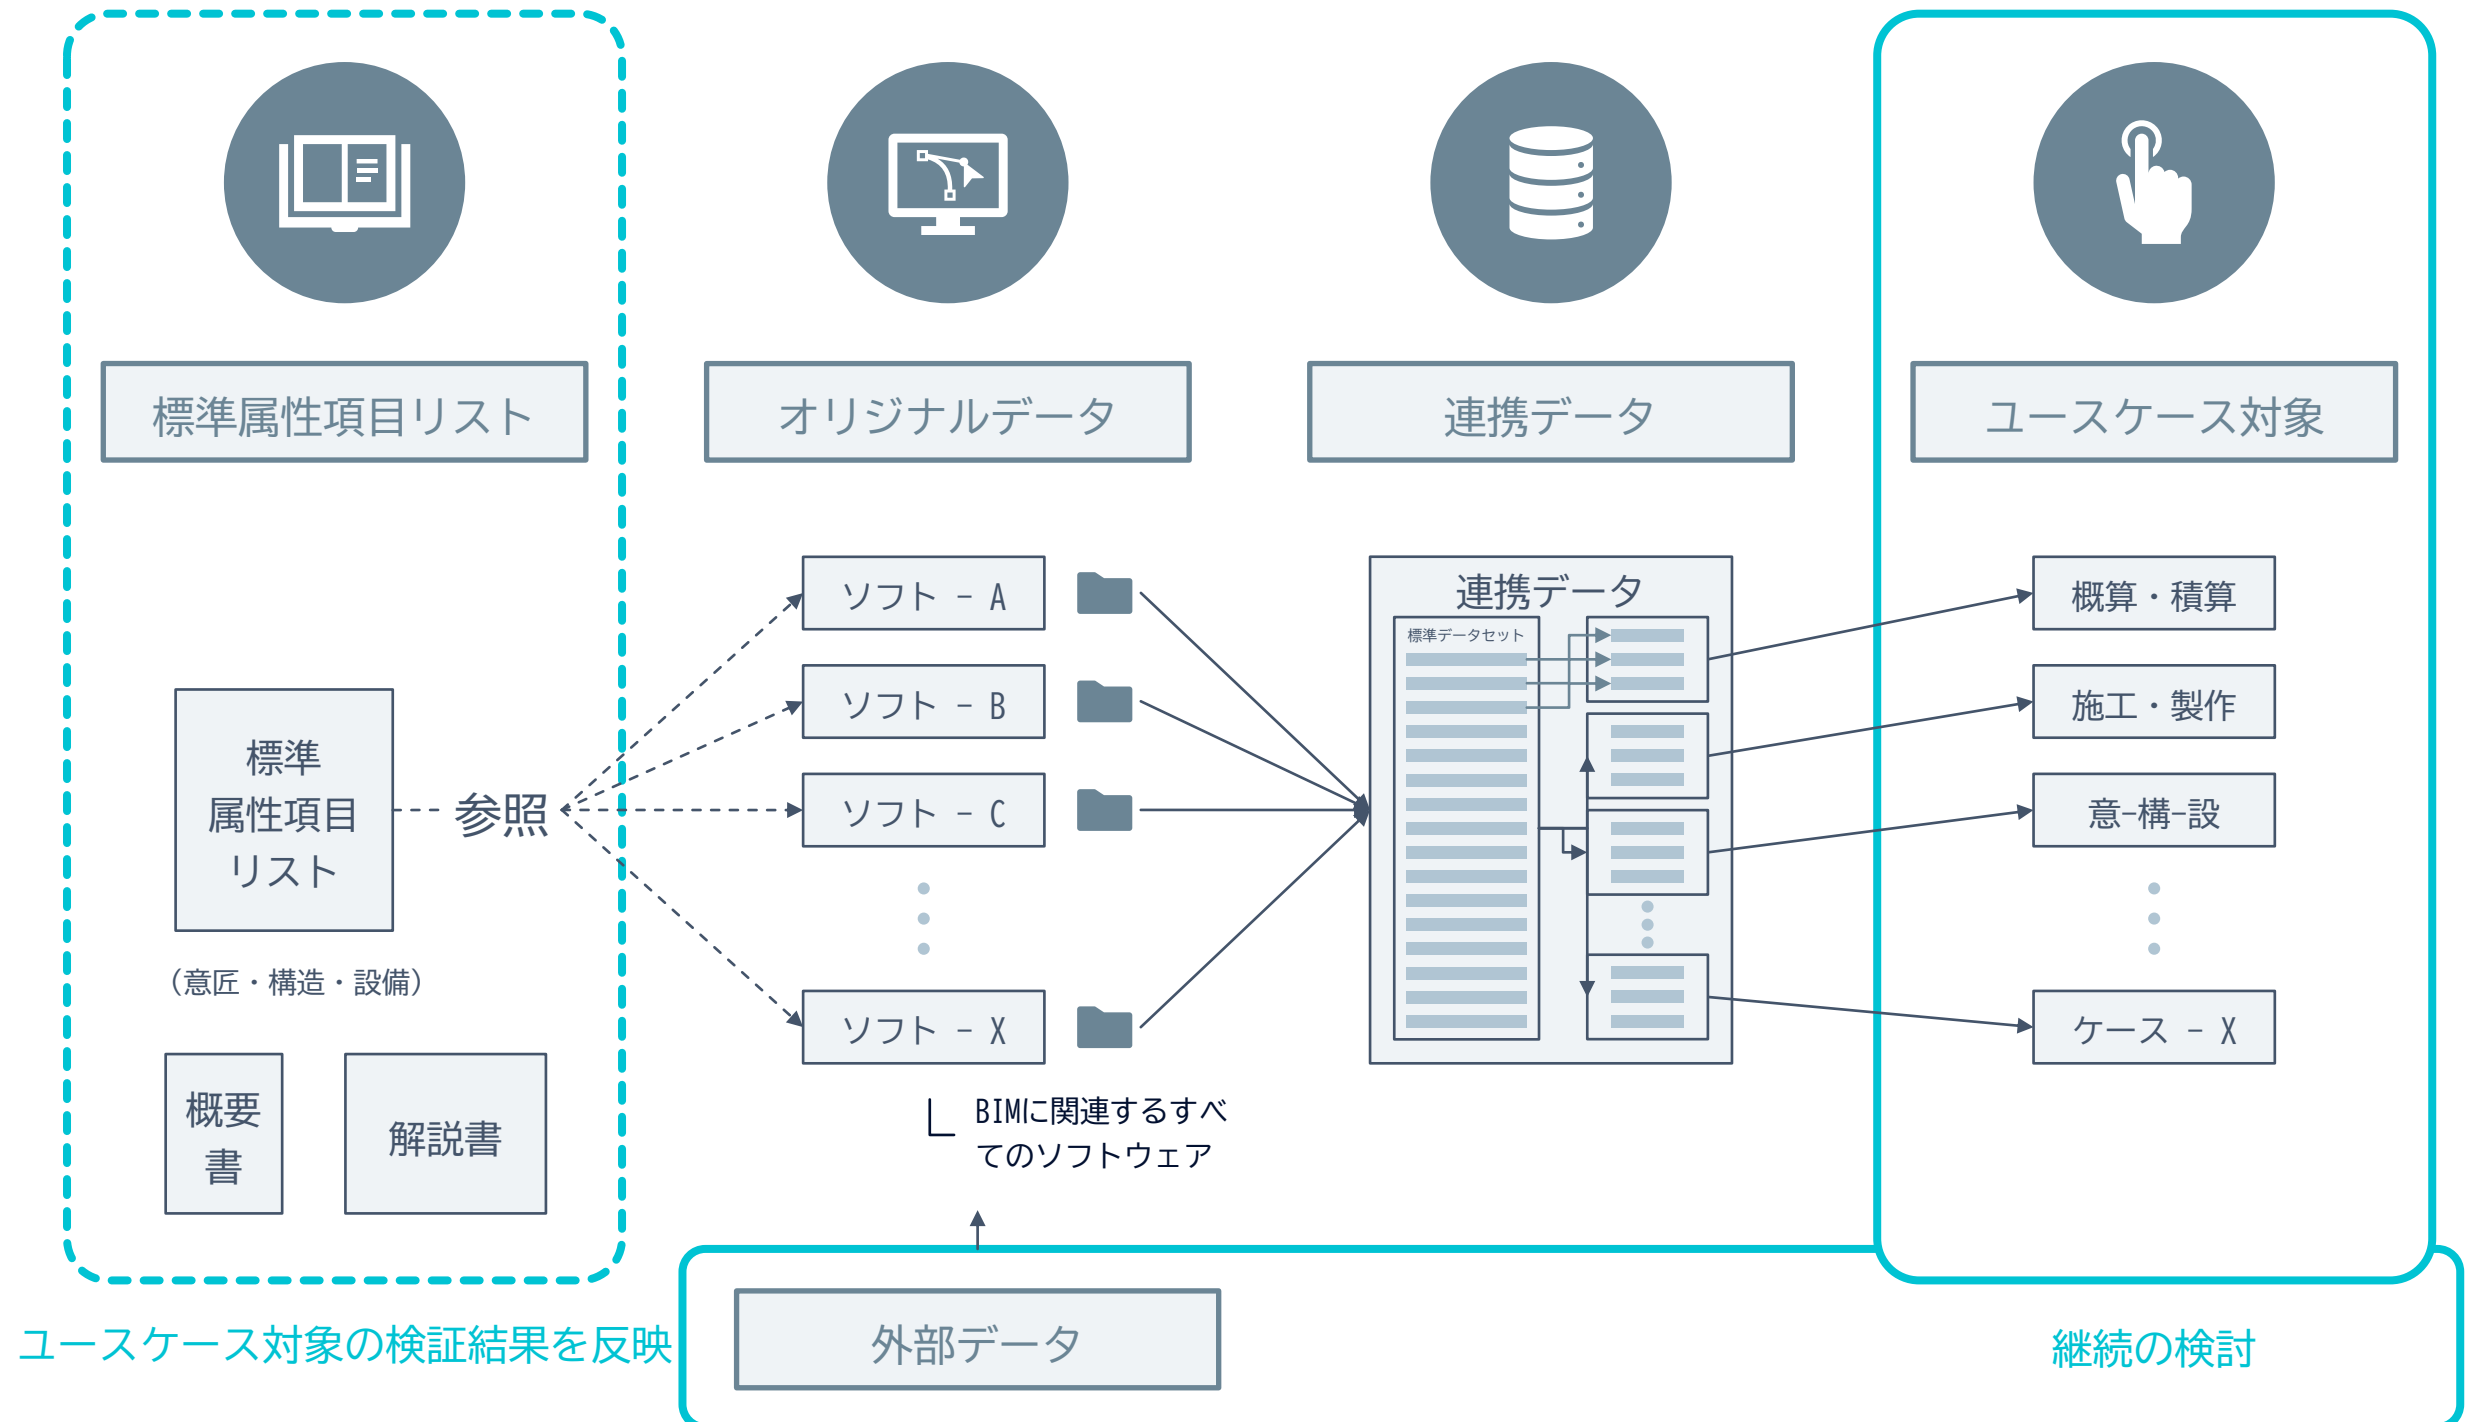 標準属性項目リスト
オリジナルデータ
連携データ
ユースケース対象
標準
属性項目
リスト
参照
(意匠・構造・設備)
概要
書
解説書
ソフト － A
ソフト － B
ソフト － C
ソフト － X
BIMに関連するすべ
てのソフトウェア
連携データ
標準データセット
概算・積算
施工・製作
意-構-設
ケース － X
ユースケース対象の検証結果を反映
外部データ
継続の検討